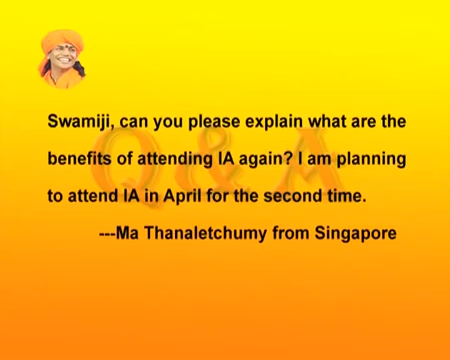 Swamiji, can you please explain what are the
benefits of attending IA again? I am planning
to attend IA in April for the second time.
---Ma Thanaletchumy from Singapore
Q & A